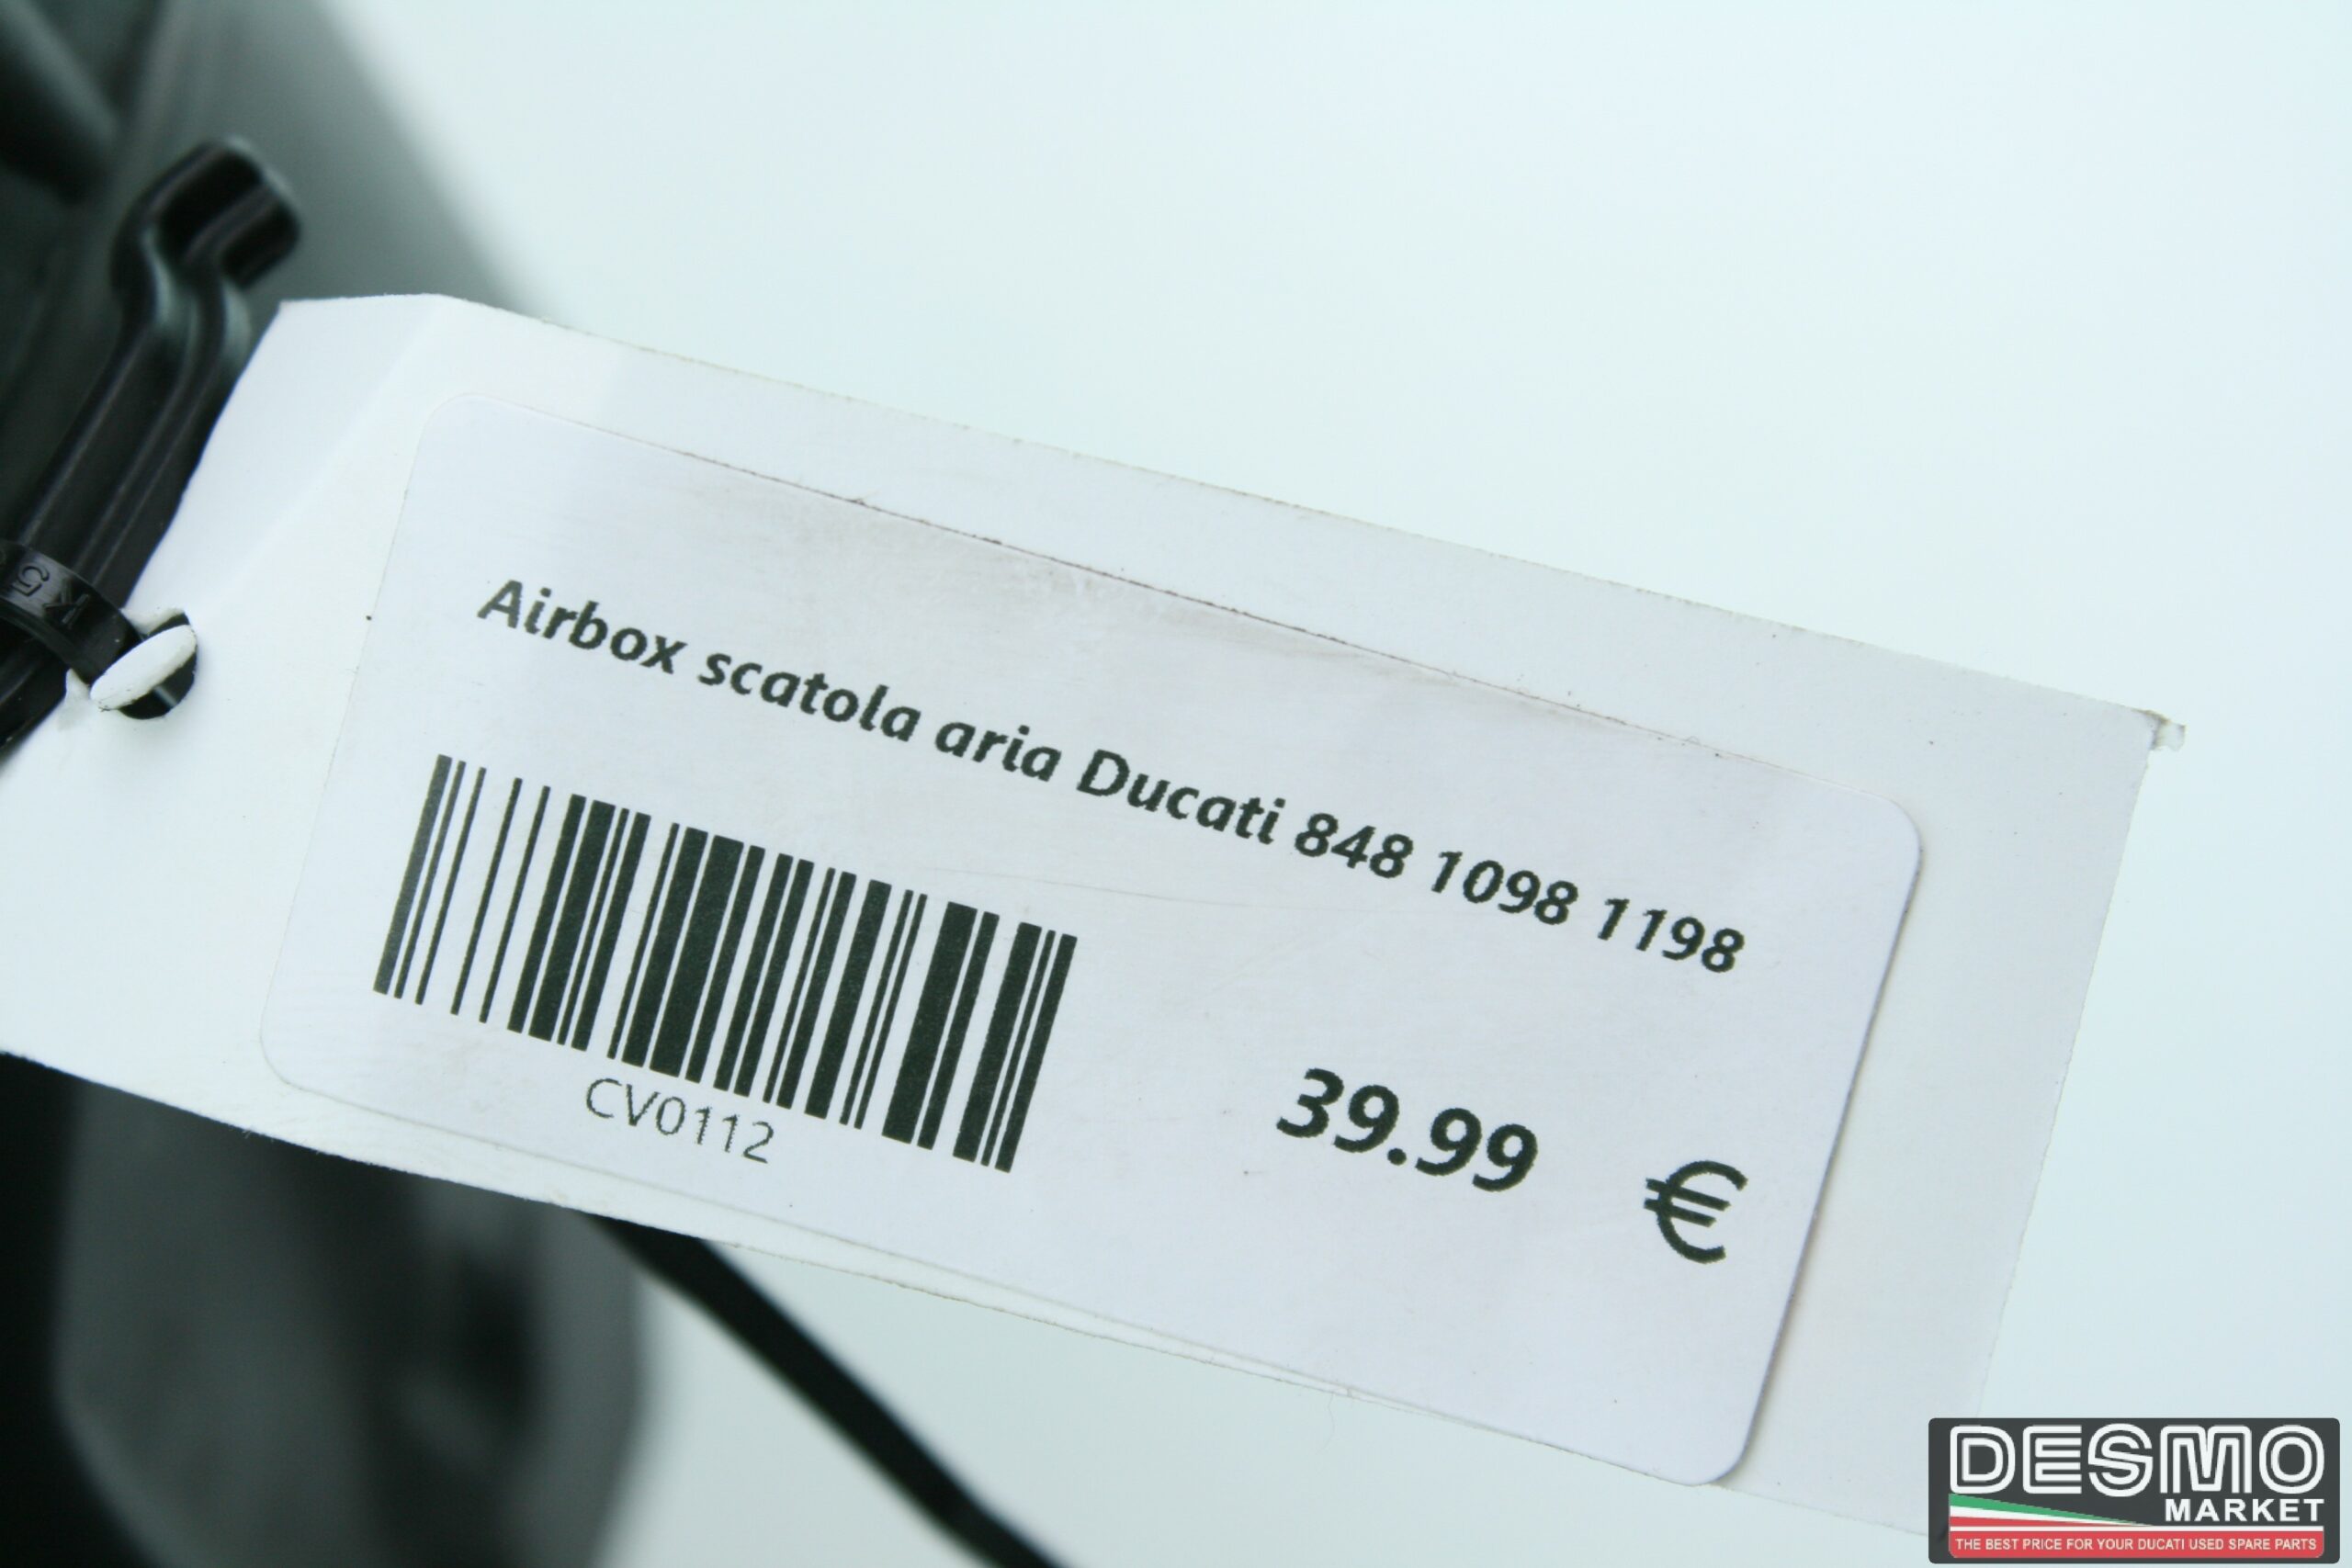 Airbox scatola aria Ducati 848 1098 1198
CV0112
39.99 €
DESMO
MARKET
THE BEST PRICE FOR YOUR DUCATI USED SPARE PARTS